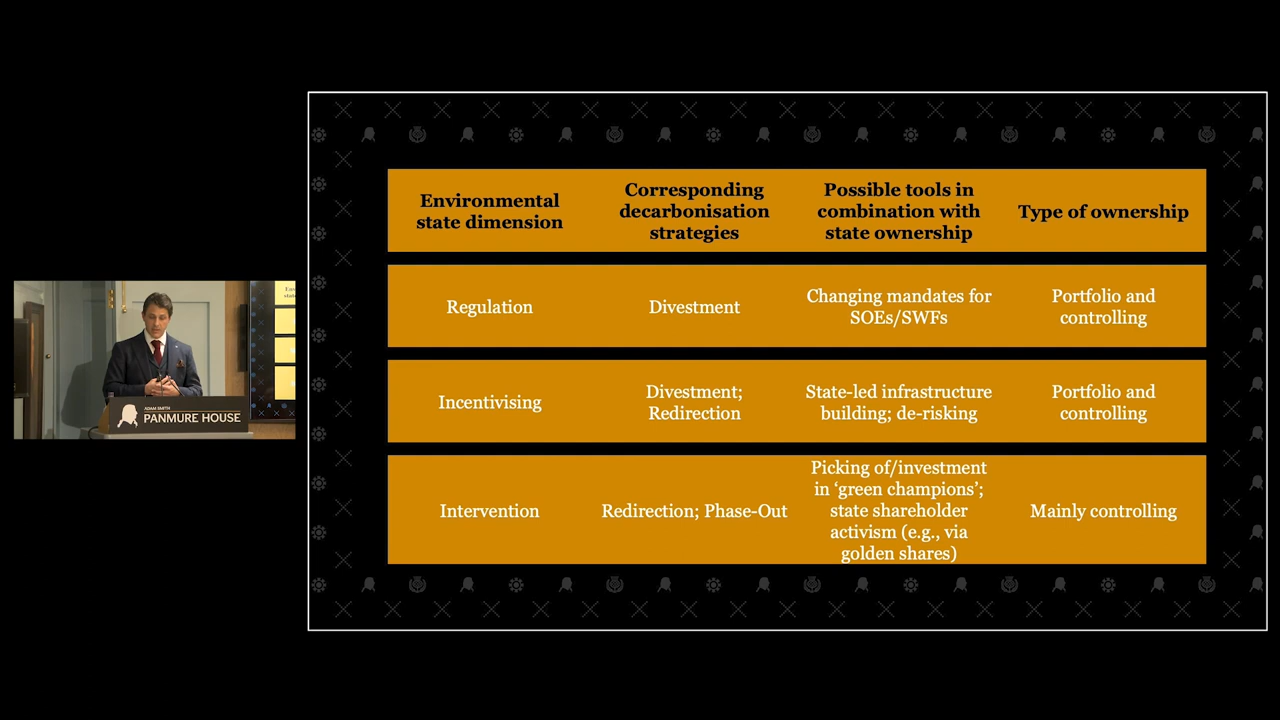 Environmental
state dimension
Corresponding
decarbonisation
strategies
Possible tools in
combination with
state ownership
Type of ownership
Regulation
Divestment
Changing mandates for
SOEs/SWFs
Portfolio and
controlling
Incentivising
Divestment;
Redirection
State-led infrastructure
building; de-risking
Portfolio and
controlling
Intervention
Redirection; Phase-Out
Picking of/investment
in ‘green champions’;
state shareholder
activism (e.g., via
golden shares)
Mainly controlling
ADAM SMITH
PANMURE HOUSE